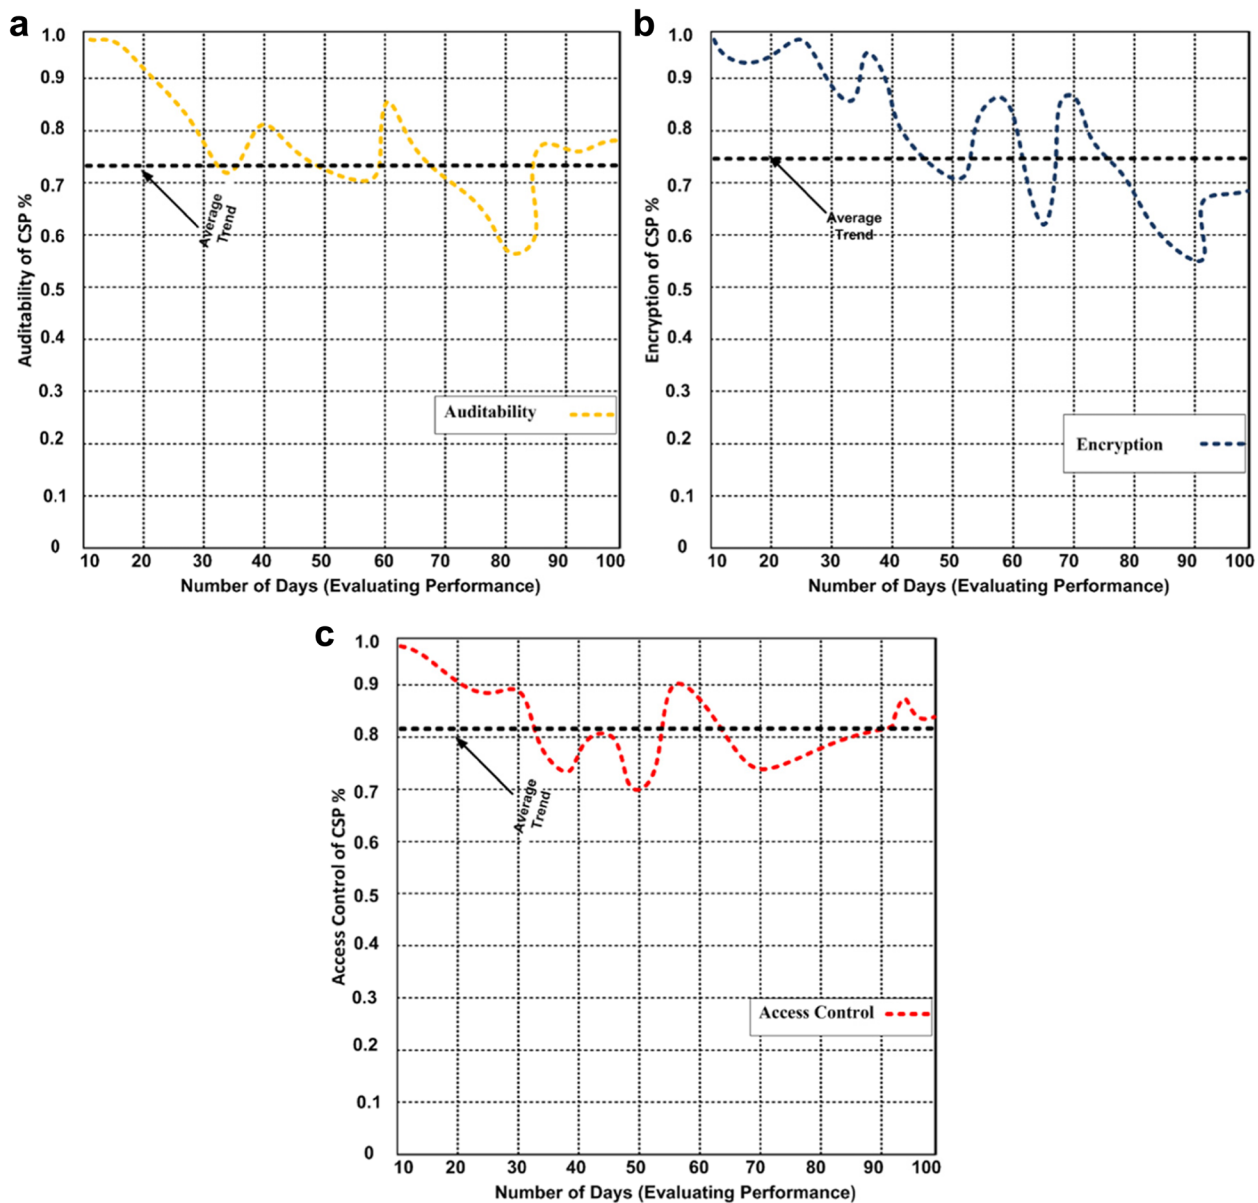 a
1.0
0.9
0.8
0.7
0.6
0.5
0.4
0.3
0.2
0.1
0
Auditability of CSP %
Average
Trend
Auditability
10 20 30 40 50 60 70 80 90 100
Number of Days (Evaluating Performance)
b
1.0
0.9
0.8
0.7
0.6
0.5
0.4
0.3
0.2
0.1
0
Encryption of CSP %
Average
Trend
Encryption
10 20 30 40 50 60 70 80 90 100
Number of Days (Evaluating Performance)
c
1.0
0.9
0.8
0.7
0.6
0.5
0.4
0.3
0.2
0.1
0
Access Control of CSP %
Average
Trend
Access Control
10 20 30 40 50 60 70 80 90 100
Number of Days (Evaluating Performance)